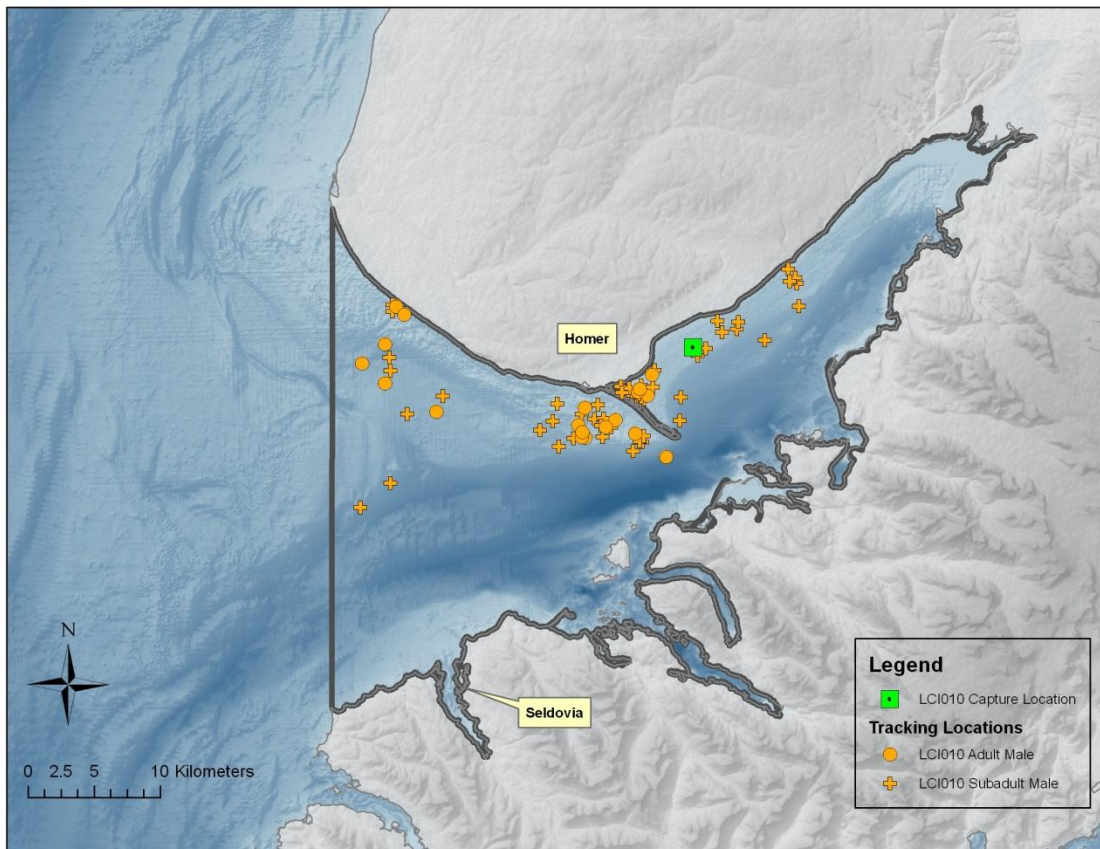 Homer
N
Seldovia
0 2.5 5 10 Kilometers
Legend
LCI010 Capture Location
Tracking Locations
LCI010 Adult Male
LCI010 Subadult Male